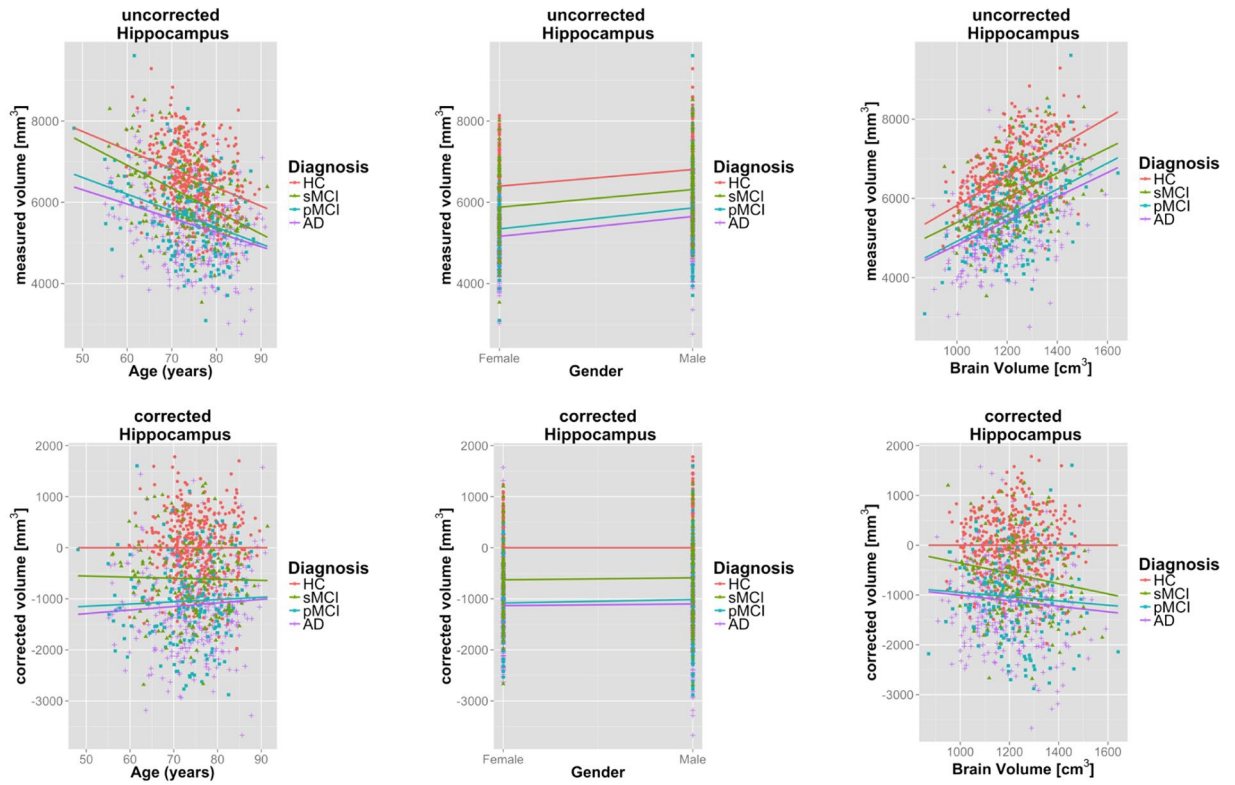 uncorrected
Hippocampus
measured volume [mm³]
8000
6000
4000
50 60 70 80 90
Age (years)
Diagnosis
HC
sMCI
pMCI
AD
uncorrected
Hippocampus
measured volume [mm³]
8000
6000
4000
Female Male
Gender
Diagnosis
HC
sMCI
pMCI
AD
uncorrected
Hippocampus
measured volume [mm³]
8000
6000
4000
1000 1200 1400 1600
Brain Volume [cm³]
Diagnosis
HC
sMCI
pMCI
AD
corrected
Hippocampus
corrected volume [mm³]
2000
1000
0
-1000
-2000
-3000
50 60 70 80 90
Age (years)
Diagnosis
HC
sMCI
pMCI
AD
corrected
Hippocampus
corrected volume [mm³]
2000
1000
0
-1000
-2000
-3000
Female Male
Gender
Diagnosis
HC
sMCI
pMCI
AD
corrected
Hippocampus
corrected volume [mm³]
2000
1000
0
-1000
-2000
-3000
1000 1200 1400 1600
Brain Volume [cm³]
Diagnosis
HC
sMCI
pMCI
AD